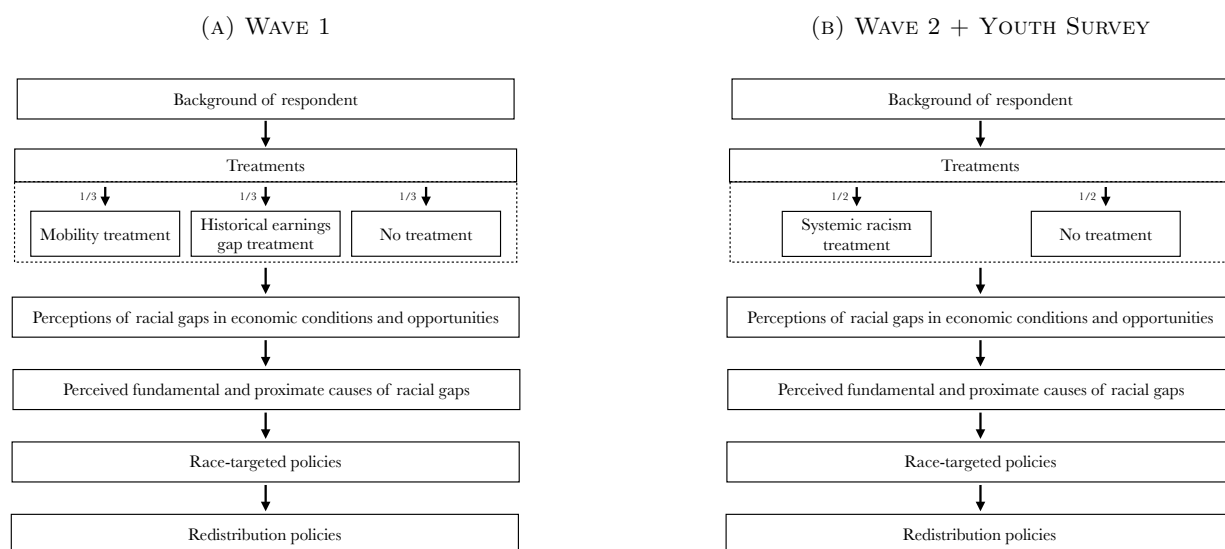 (A) WAVE 1
Background of respondent
Treatments
1/3
1/3
1/3
Mobility treatment
Historical earnings
gap treatment
No treatment
Perceptions of racial gaps in economic conditions and opportunities
Perceived fundamental and proximate causes of racial gaps
Race-targeted policies
Redistribution policies
(B) WAVE 2 + YOUTH SURVEY
Background of respondent
Treatments
1/2
1/2
Systemic racism
treatment
No treatment
Perceptions of racial gaps in economic conditions and opportunities
Perceived fundamental and proximate causes of racial gaps
Race-targeted policies
Redistribution policies